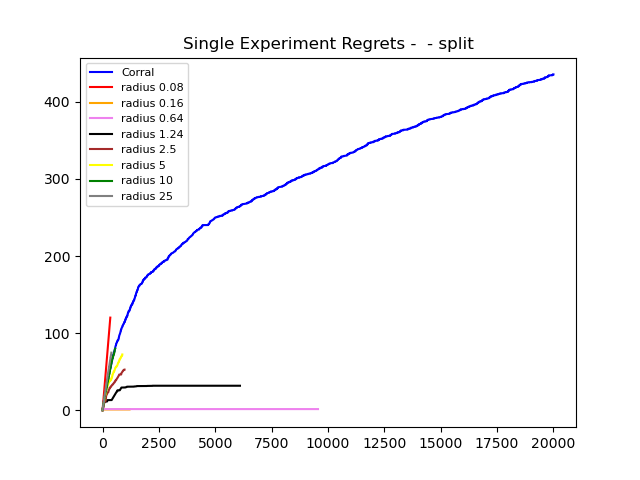 Single Experiment Regrets -  - split
Corral
radius 0.08
radius 0.16
radius 0.64
radius 1.24
radius 2.5
radius 5
radius 10
radius 25
400
300
200
100
0
0 2500 5000 7500 10000 12500 15000 17500 20000